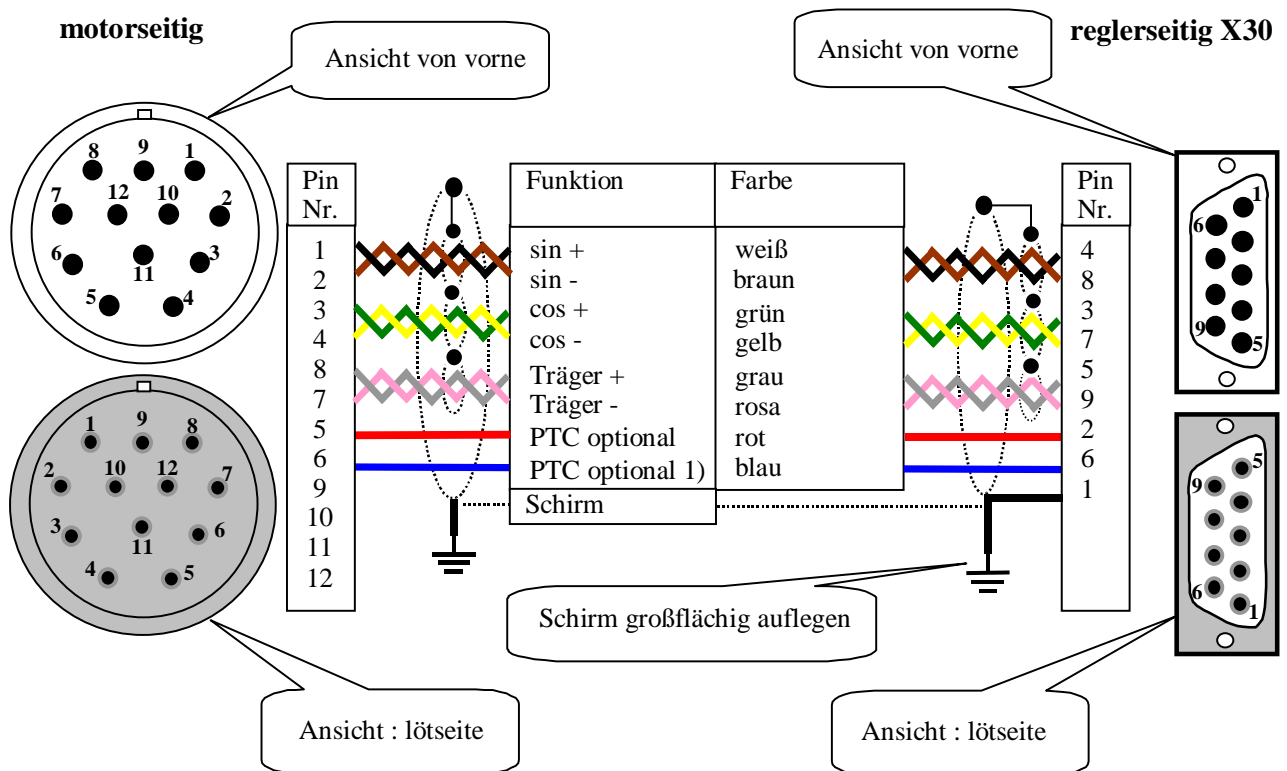 motorseitig
reglerseitig X30
Ansicht von vorne
Ansicht von vorne
8 9 1
7 12 10 2
6 11 3
5 4
1 9 8
2 10 12 7
3 11 6
4 5
Pin
Nr.
1
2
3
4
8
7
5
6
9
10
11
12
Funktion Farbe
sin + weiß
sin - braun
cos + grün
cos - gelb
Träger + grau
Träger - rosa
PTC optional rot
PTC optional 1) blau
Schirm
Pin
Nr.
4
8
3
7
5
9
2
6
1
1
6
9
5
5
9
6
1
Schirm großflächig auflegen
Ansicht : lötseite
Ansicht : lötseite